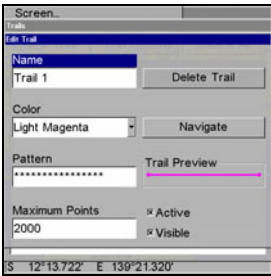 Screen...
Trails
Edit Trail
Name
Trail 1
Delete Trail
Color
Light Magenta
Navigate
Pattern
****************
Trail Preview
Maximum Points
2000
Active
Visible
S 12°13.722' E 139°21.320'